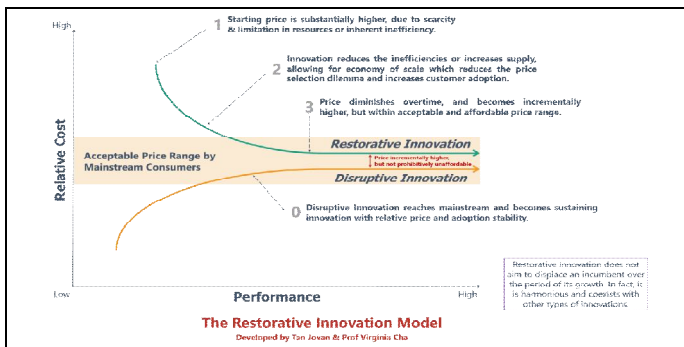 High
1
Starting price is substantially higher, due to scarcity
& limitation in resources or inherent inefficiency.
2
Innovation reduces the inefficiencies or increases supply,
allowing for economy of scale which reduces the price
selection dilemma and increases customer adoption.
3
Price diminishes overtime, and becomes incrementally
higher, but within acceptable and affordable price range.
Relative Cost
Acceptable Price Range by
Mainstream Consumers
Restorative Innovation
Price incrementally higher,
but not prohibitively unaffordable
Disruptive Innovation
0
Disruptive Innovation reaches mainstream and becomes sustaining
innovation with relative price and adoption stability.
Restorative innovation does not
aim to displace an incumbent over
the period of its growth. In fact, is
is harmonious and coexists with
other types of innovations
Low
Performance
High
The Restorative Innovation Model
Developed by Tan Jovan & Prof Virginia Cha